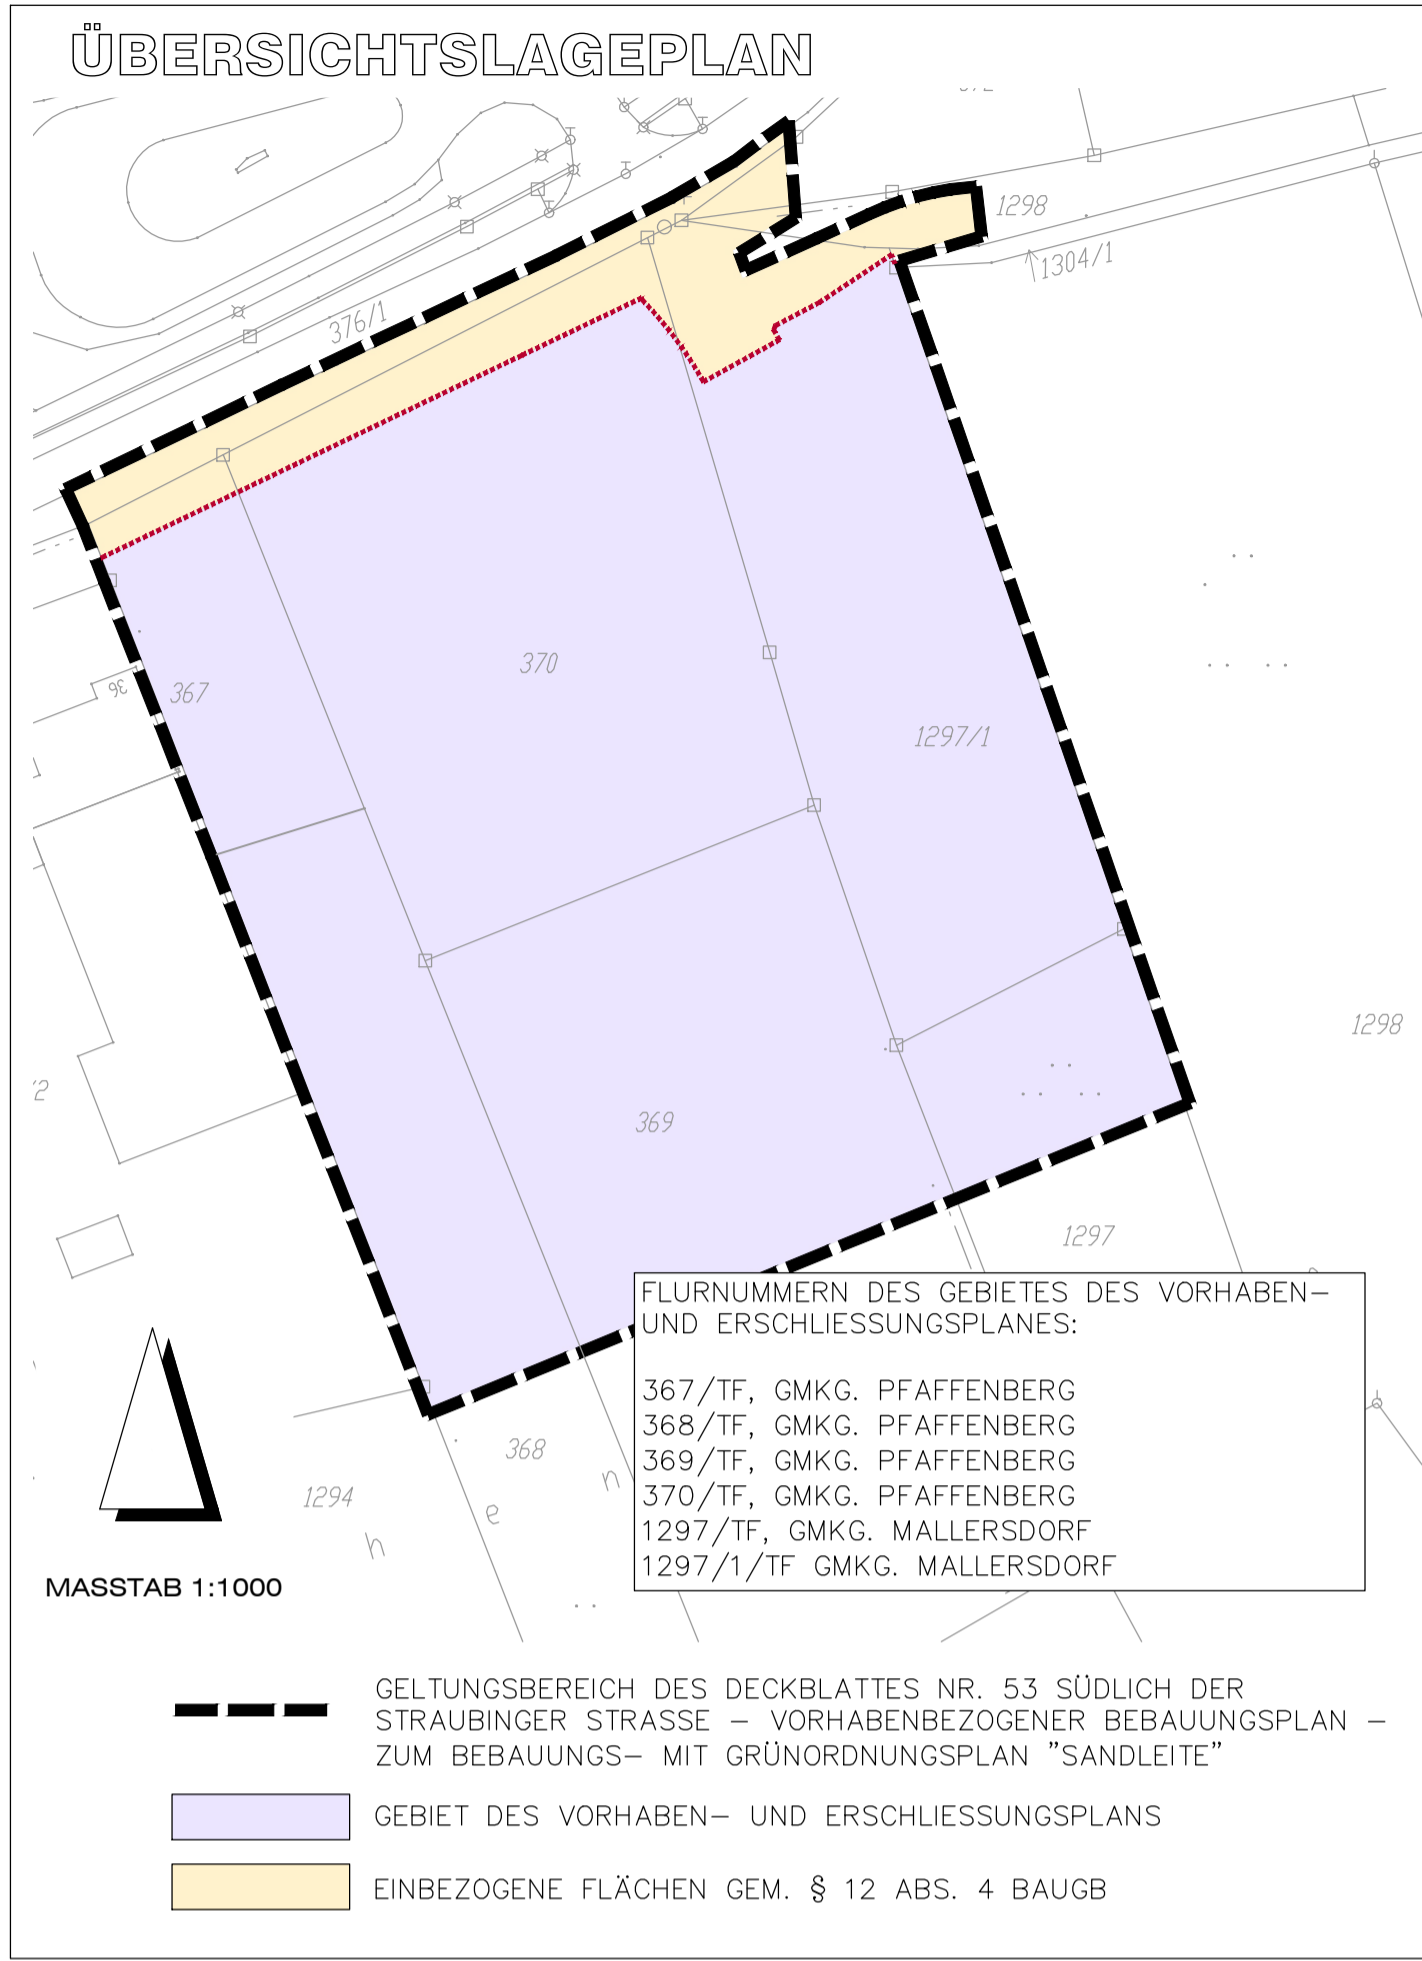 ÜBERSICHTSLAGEPLAN
1298
1304/1
376/1
370
36
367
1297/1
1298
369
1297
368
1294
h e n
FLURNUMMERN DES GEBIETES DES VORHABEN-
UND ERSCHLIESSUNGSPLANES:
367/TF, GMKG. PFAFFENBERG
368/TF, GMKG. PFAFFENBERG
369/TF, GMKG. PFAFFENBERG
370/TF, GMKG. PFAFFENBERG
1297/TF, GMKG. MALLERSDORF
1297/1/TF GMKG. MALLERSDORF
MASSTAB 1:1000
GELTUNGSBEREICH DES DECKBLATTES NR. 53 SÜDLICH DER
STRAUBINGER STRASSE – VORHABENBEZOGENER BEBAUUNGSPLAN –
ZUM BEBAUUNGS– MIT GRÜNORDNUNGSPLAN "SANDLEITE"
GEBIET DES VORHABEN– UND ERSCHLIESSUNGSPLANS
EINBEZOGENE FLÄCHEN GEM. § 12 ABS. 4 BAUGB